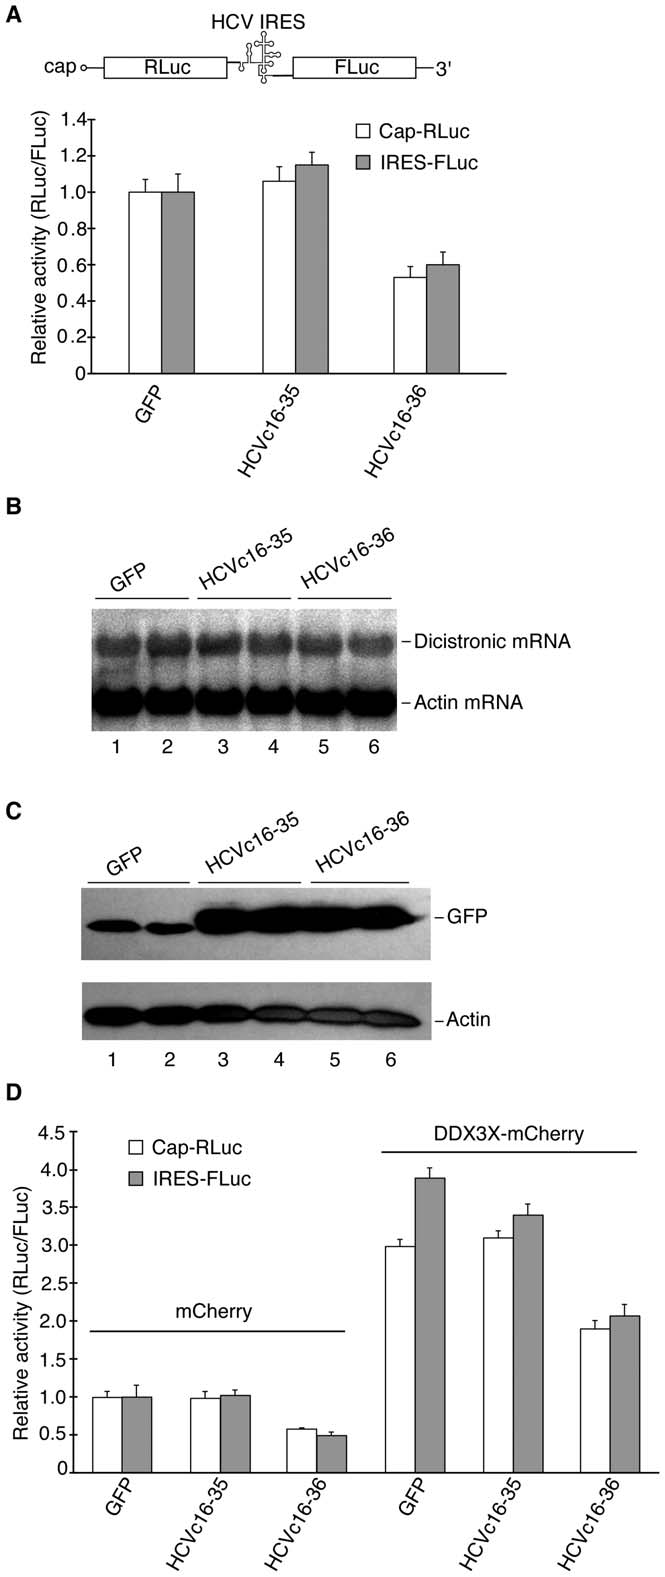 A
HCV IRES
cap RLuc FLuc 3'
Relative activity (RLuc/FLuc)
1.4
1.2
1.0
0.8
0.6
0.4
0.2
0
Cap-RLuc
IRES-FLuc
GFP
HCVc16-35
HCVc16-36
B
GFP
HCVc16-35
HCVc16-36
Dicistronic mRNA
Actin mRNA
1 2 3 4 5 6
C
GFP
HCVc16-35
HCVc16-36
GFP
Actin
1 2 3 4 5 6
D
Relative activity (RLuc/FLuc)
4.5
4.0
3.5
3.0
2.5
2.0
1.5
1.0
0.5
0
Cap-RLuc
IRES-FLuc
mCherry
DDX3X-mCherry
GFP
HCVc16-35
HCVc16-36
GFP
HCVc16-35
HCVc16-36